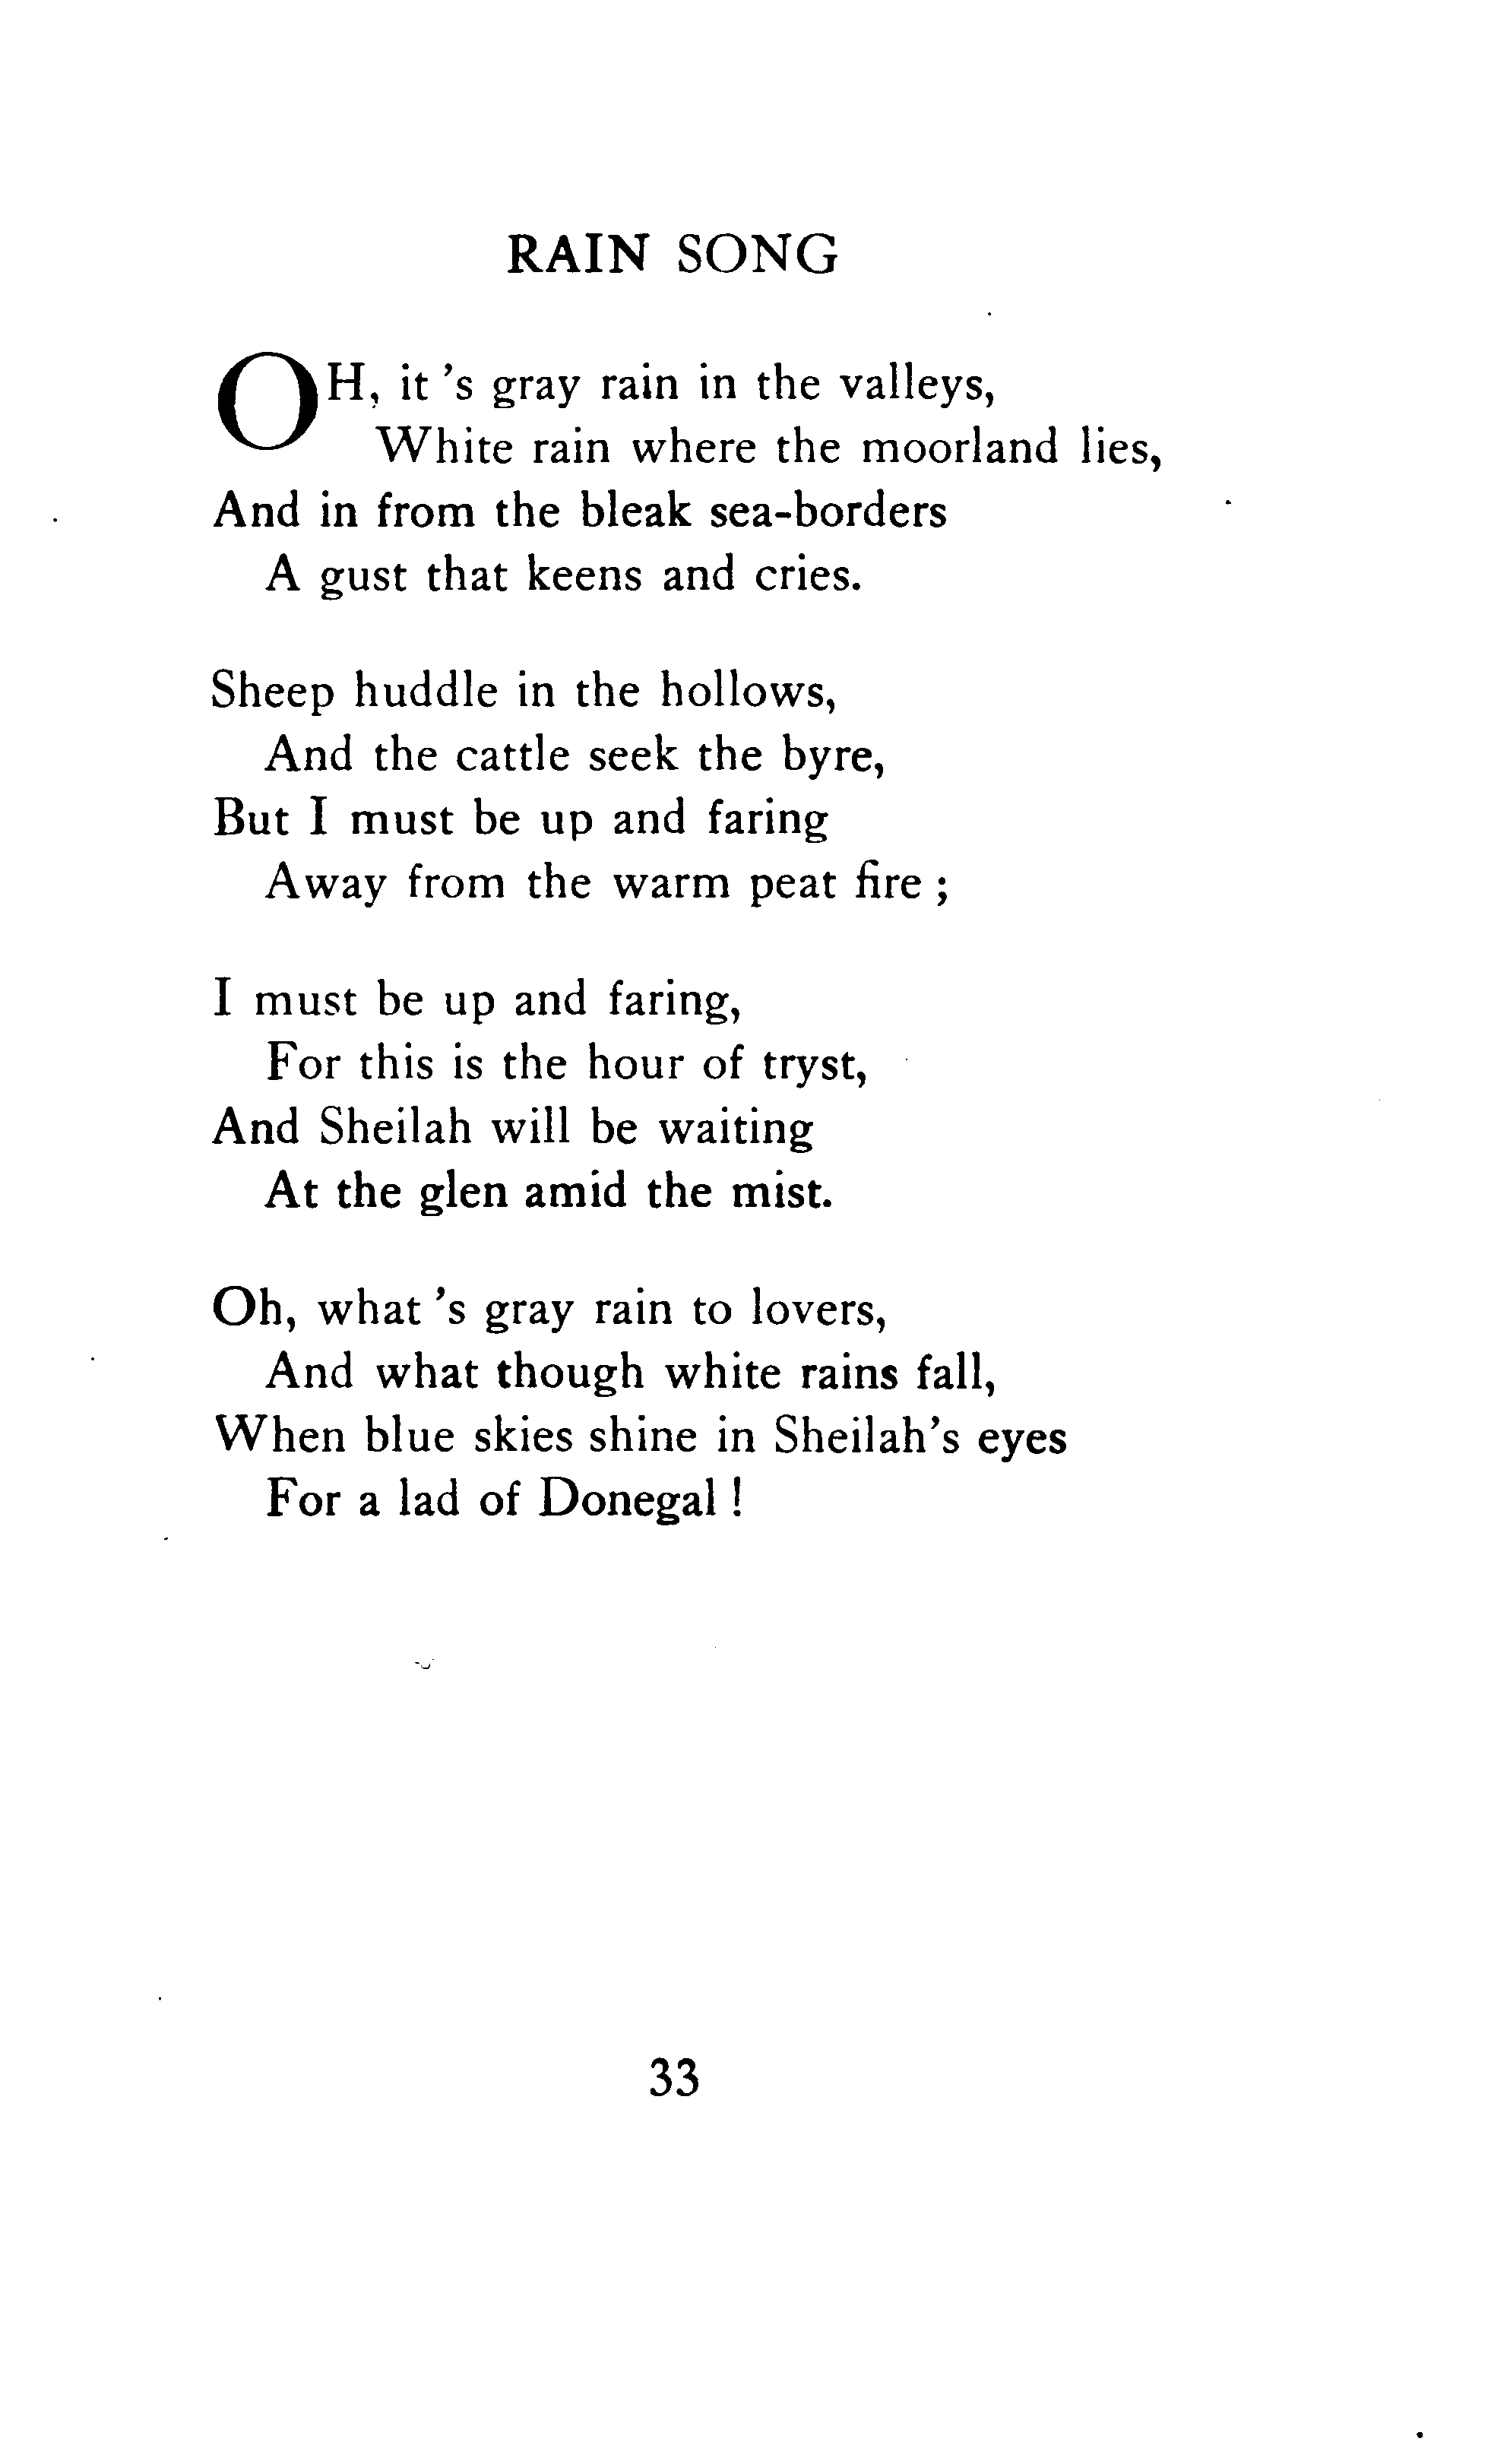 RAIN SONG
OH, it 's gray rain in the valleys,
White rain where the moorland lies,
And in from the bleak sea-borders
A gust that keens and cries.
Sheep huddle in the hollows,
And the cattle seek the byre,
But I must be up and faring
Away from the warm peat fire ;
I must be up and faring,
For this is the hour of tryst,
And Sheilah will be waiting
At the glen amid the mist.
Oh, what 's gray rain to lovers,
And what though white rains fall,
When blue skies shine in Sheilah's eyes
For a lad of Donegal !
33